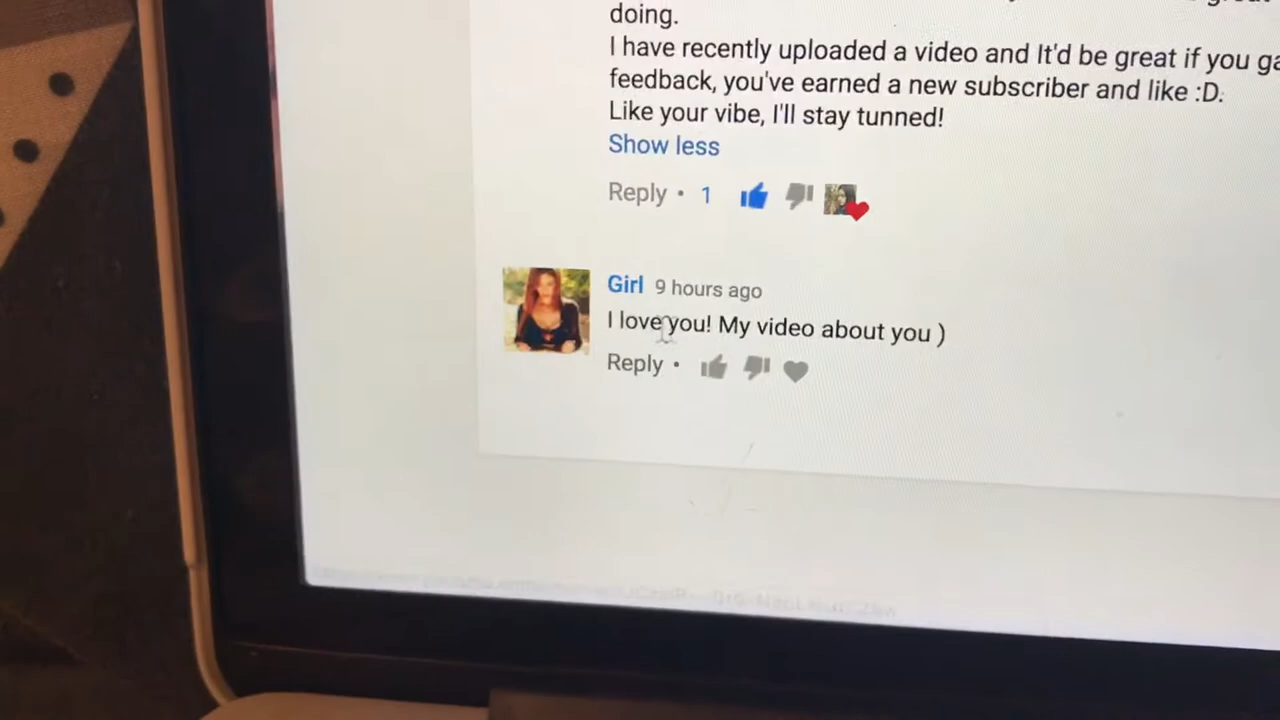 doing.
I have recently uploaded a video and It'd be great if you ga
feedback, you've earned a new subscriber and like :D.
Like your vibe, I'll stay tunned!
Show less
Reply • 1
Girl 9 hours ago
I love you! My video about you )
Reply •